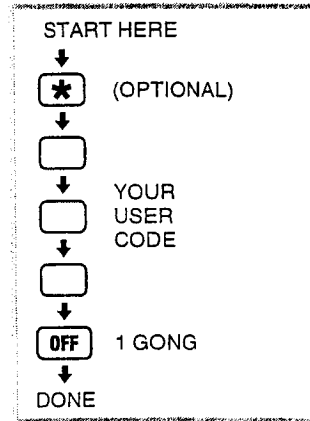 START HERE
* (OPTIONAL)
YOUR
USER
CODE
OFF 1 GONG
DONE